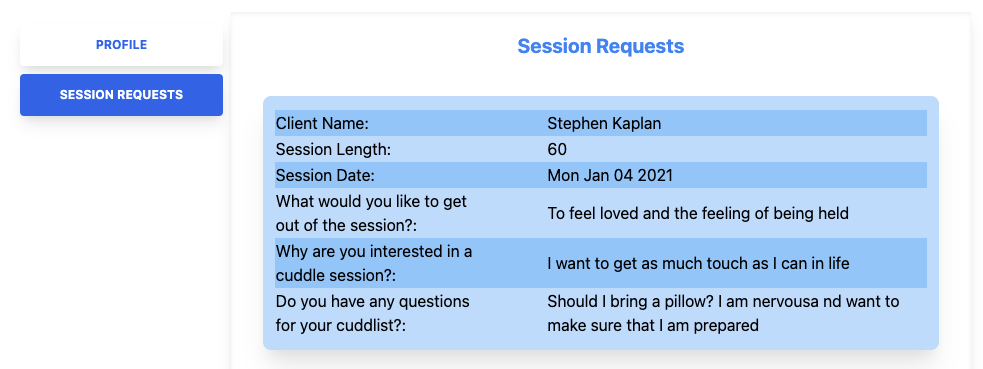 PROFILE
SESSION REQUESTS
Session Requests
Client Name: Stephen Kaplan
Session Length: 60
Session Date: Mon Jan 04 2021
What would you like to get
out of the session?:
To feel loved and the feeling of being held
Why are you interested in a
cuddle session?:
I want to get as much touch as I can in life
Do you have any questions
for your cuddlist?:
Should I bring a pillow? I am nervousa nd want to
make sure that I am prepared